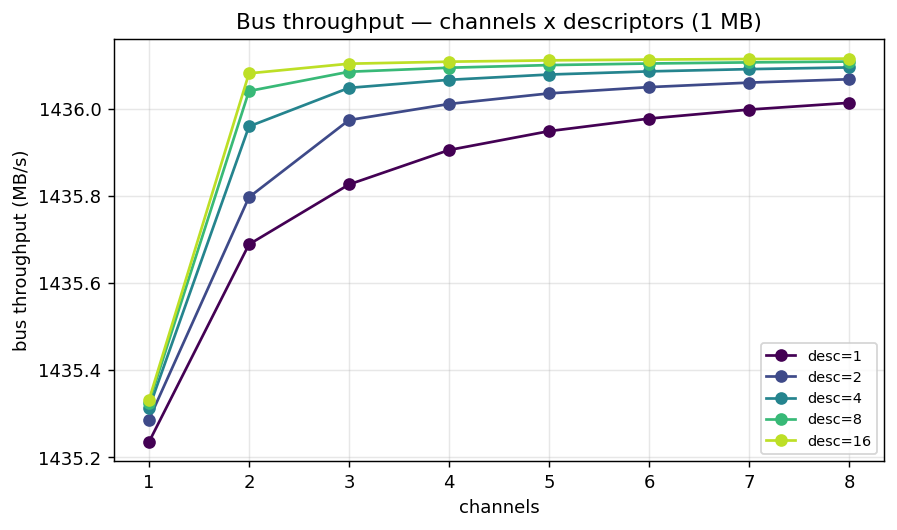 Bus throughput — channels x descriptors (1 MB)
bus throughput (MB/s)
1436.0
1435.8
1435.6
1435.4
1435.2
desc=1
desc=2
desc=4
desc=8
desc=16
1 2 3 4 5 6 7 8
channels